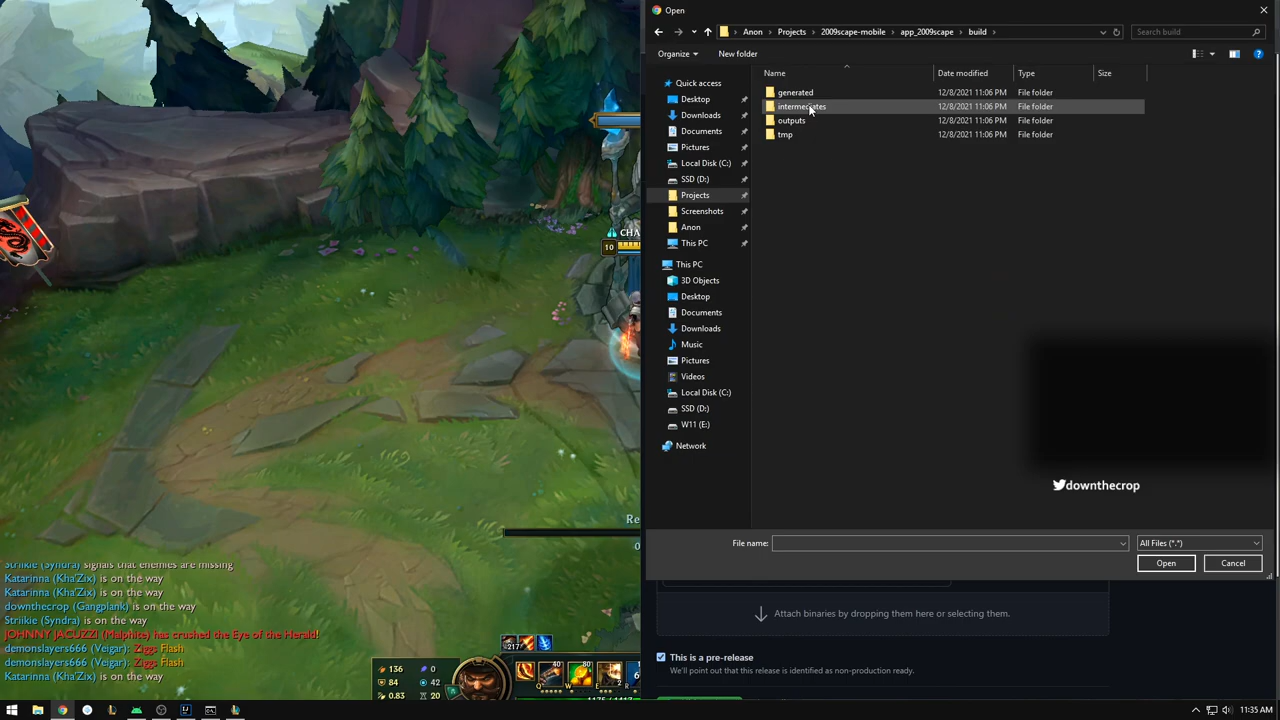 Open
Anon
Projects
2009scape-mobile
app_2009scape
build
Search build
Organize
New folder
Name
Date modified
Type
Size
Quick access
Desktop
Downloads
Documents
Pictures
Local Disk (C:)
SSD (D:)
Projects
Screenshots
Anon
This PC
This PC
3D Objects
Desktop
Documents
Downloads
Music
Pictures
Videos
Local Disk (C:)
SSD (D:)
W11 (E:)
Network
generated 12/8/2021 11:06 PM File folder
intermediates 12/8/2021 11:06 PM File folder
outputs 12/8/2021 11:06 PM File folder
tmp 12/8/2021 11:06 PM File folder
CHA
10
Re
0
downthecrop
File name:
All Files (*.*)
Open
Cancel
Attach binaries by dropping them here or selecting them.
This is a pre-release
We'll point out that this release is identified as non-production ready.
Striikie (Syndra) signals that enemies are missing
Katarinna (Kha'Zix) is on the way
Katarinna (Kha'Zix) is on the way
downthecrop (Gangplank) is on the way
Striikie (Syndra) is on the way
JOHNNY JACUZZI (Malphite) has crushed the Eye of the Herald!
demonslayers666 (Veigar): Ziggs Flash
demonslayers666 (Veigar): Ziggs Flash
Katarinna (Kha'Zix) is on the way
217
136
0
84
42
0.83
20
40
80
Q
W
E
R
11:35 AM